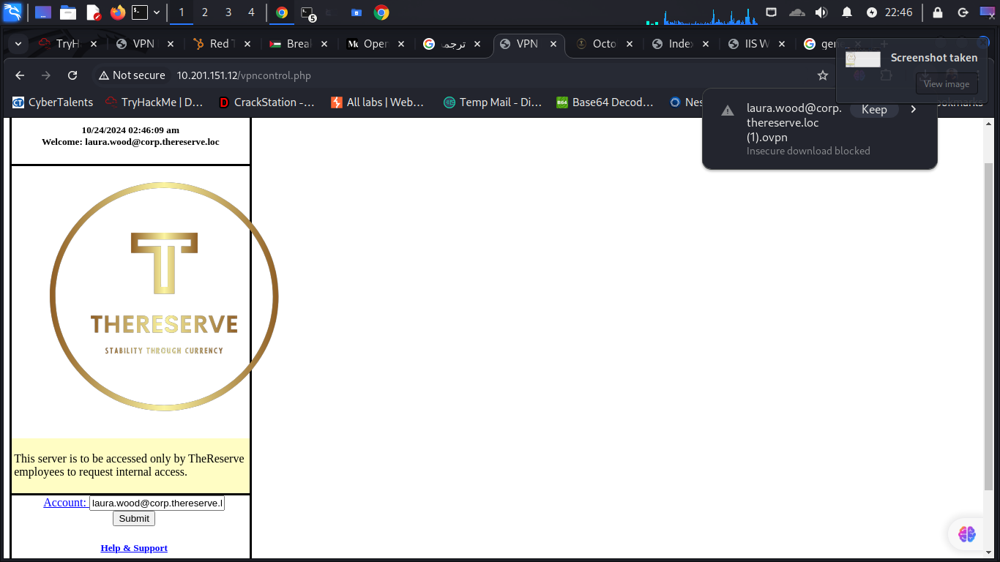 1 2 3 4 5 22:46
TryH VPN Red T Break Oper ترجمة VPN Octo Index IIS W
Screenshot taken
View image
Not secure 10.201.151.12/vpncontrol.php
CyberTalents TryHackMe | D… CrackStation -… All labs | Web… Temp Mail - Di… B64 Base64 Decod…
laura.wood@corp.
thereserve.loc
(1).ovpn
Keep
Insecure download blocked
10/24/2024 02:46:09 am
Welcome: laura.wood@corp.thereserve.loc
THERESERVE
STABILITY THROUGH CURRENCY
This server is to be accessed only by TheReserve
employees to request internal access.
Account: laura.wood@corp.thereserve.l
Submit
Help & Support